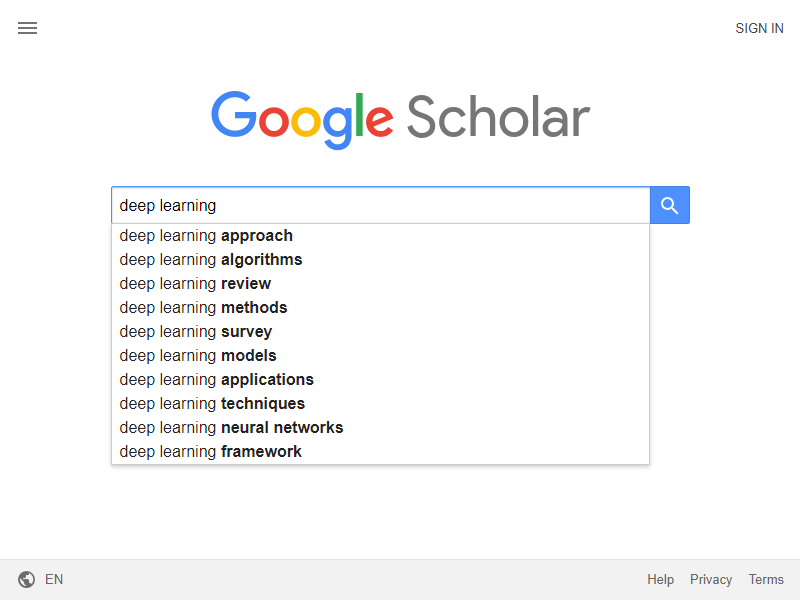 SIGN IN
Google Scholar
deep learning
deep learning approach
deep learning algorithms
deep learning review
deep learning methods
deep learning survey
deep learning models
deep learning applications
deep learning techniques
deep learning neural networks
deep learning framework
EN Help Privacy Terms